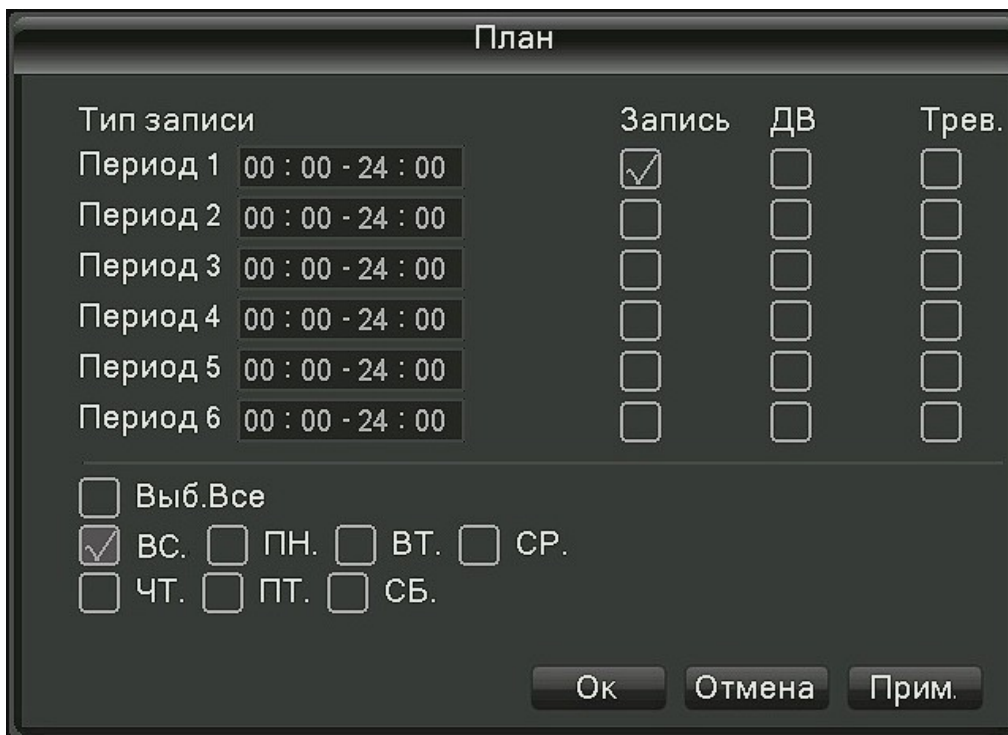 План
Тип записи Запись ДВ Трев.
Период 1 00 : 00 - 24 : 00
Период 2 00 : 00 - 24 : 00
Период 3 00 : 00 - 24 : 00
Период 4 00 : 00 - 24 : 00
Период 5 00 : 00 - 24 : 00
Период 6 00 : 00 - 24 : 00
Выб.Все
ВС. ПН. ВТ. СР.
ЧТ. ПТ. СБ.
Ок Отмена Прим.